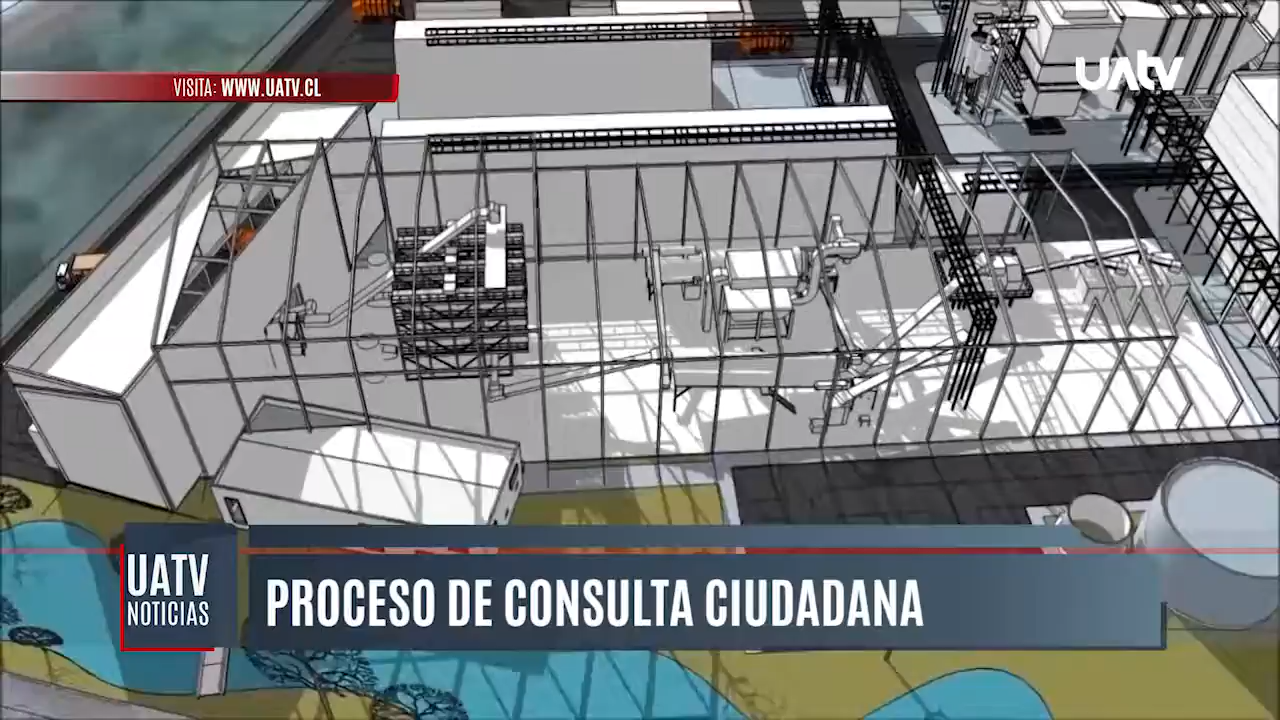 VISITA: WWW.UATV.CL
UATV
UATV
NOTICIAS
PROCESO DE CONSULTA CIUDADANA